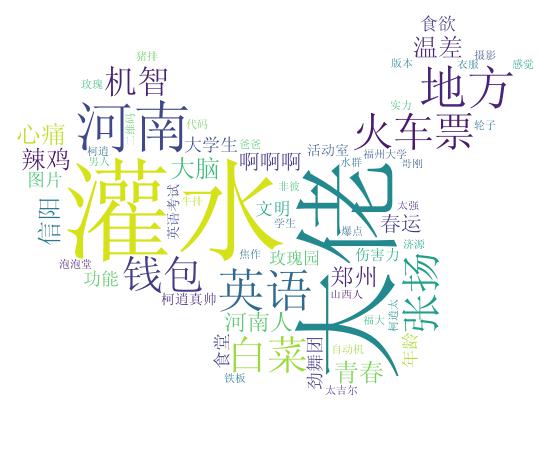 食欲
温差
摄影
版本
衣服
感觉
地方
猪排
玫瑰
机智
河南
二维码
代码
实力
轮子
火车票
心痛
柯逍
男人
大学生
爸爸
辣鸡
图片
大脑
啊啊啊
活动室
福州大学
水群
哥刚
灌水
大佬
信阳
英语考试
牛排
非彼
文明
学生
太强
春运
爆点
泡泡堂
功能
钱包
焦作
玫瑰园
济源
伤害力
郑州
张扬
柯逍真帅
英语
山西人
河南人
福大
柯逍太
食堂
白菜
劲舞团
自动机
年龄
铁板
青春
太吉尔